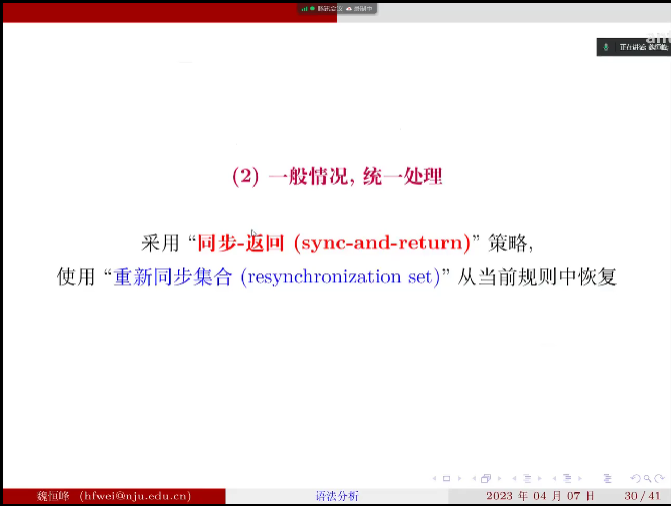 (2) 一般情况, 统一处理
采用 “同步-返回 (sync-and-return)” 策略,
使用 “重新同步集合 (resynchronization set)” 从当前规则中恢复
魏恒峰 (hfwei@nju.edu.cn)
语法分析
2023 年 04 月 07 日
30 / 41